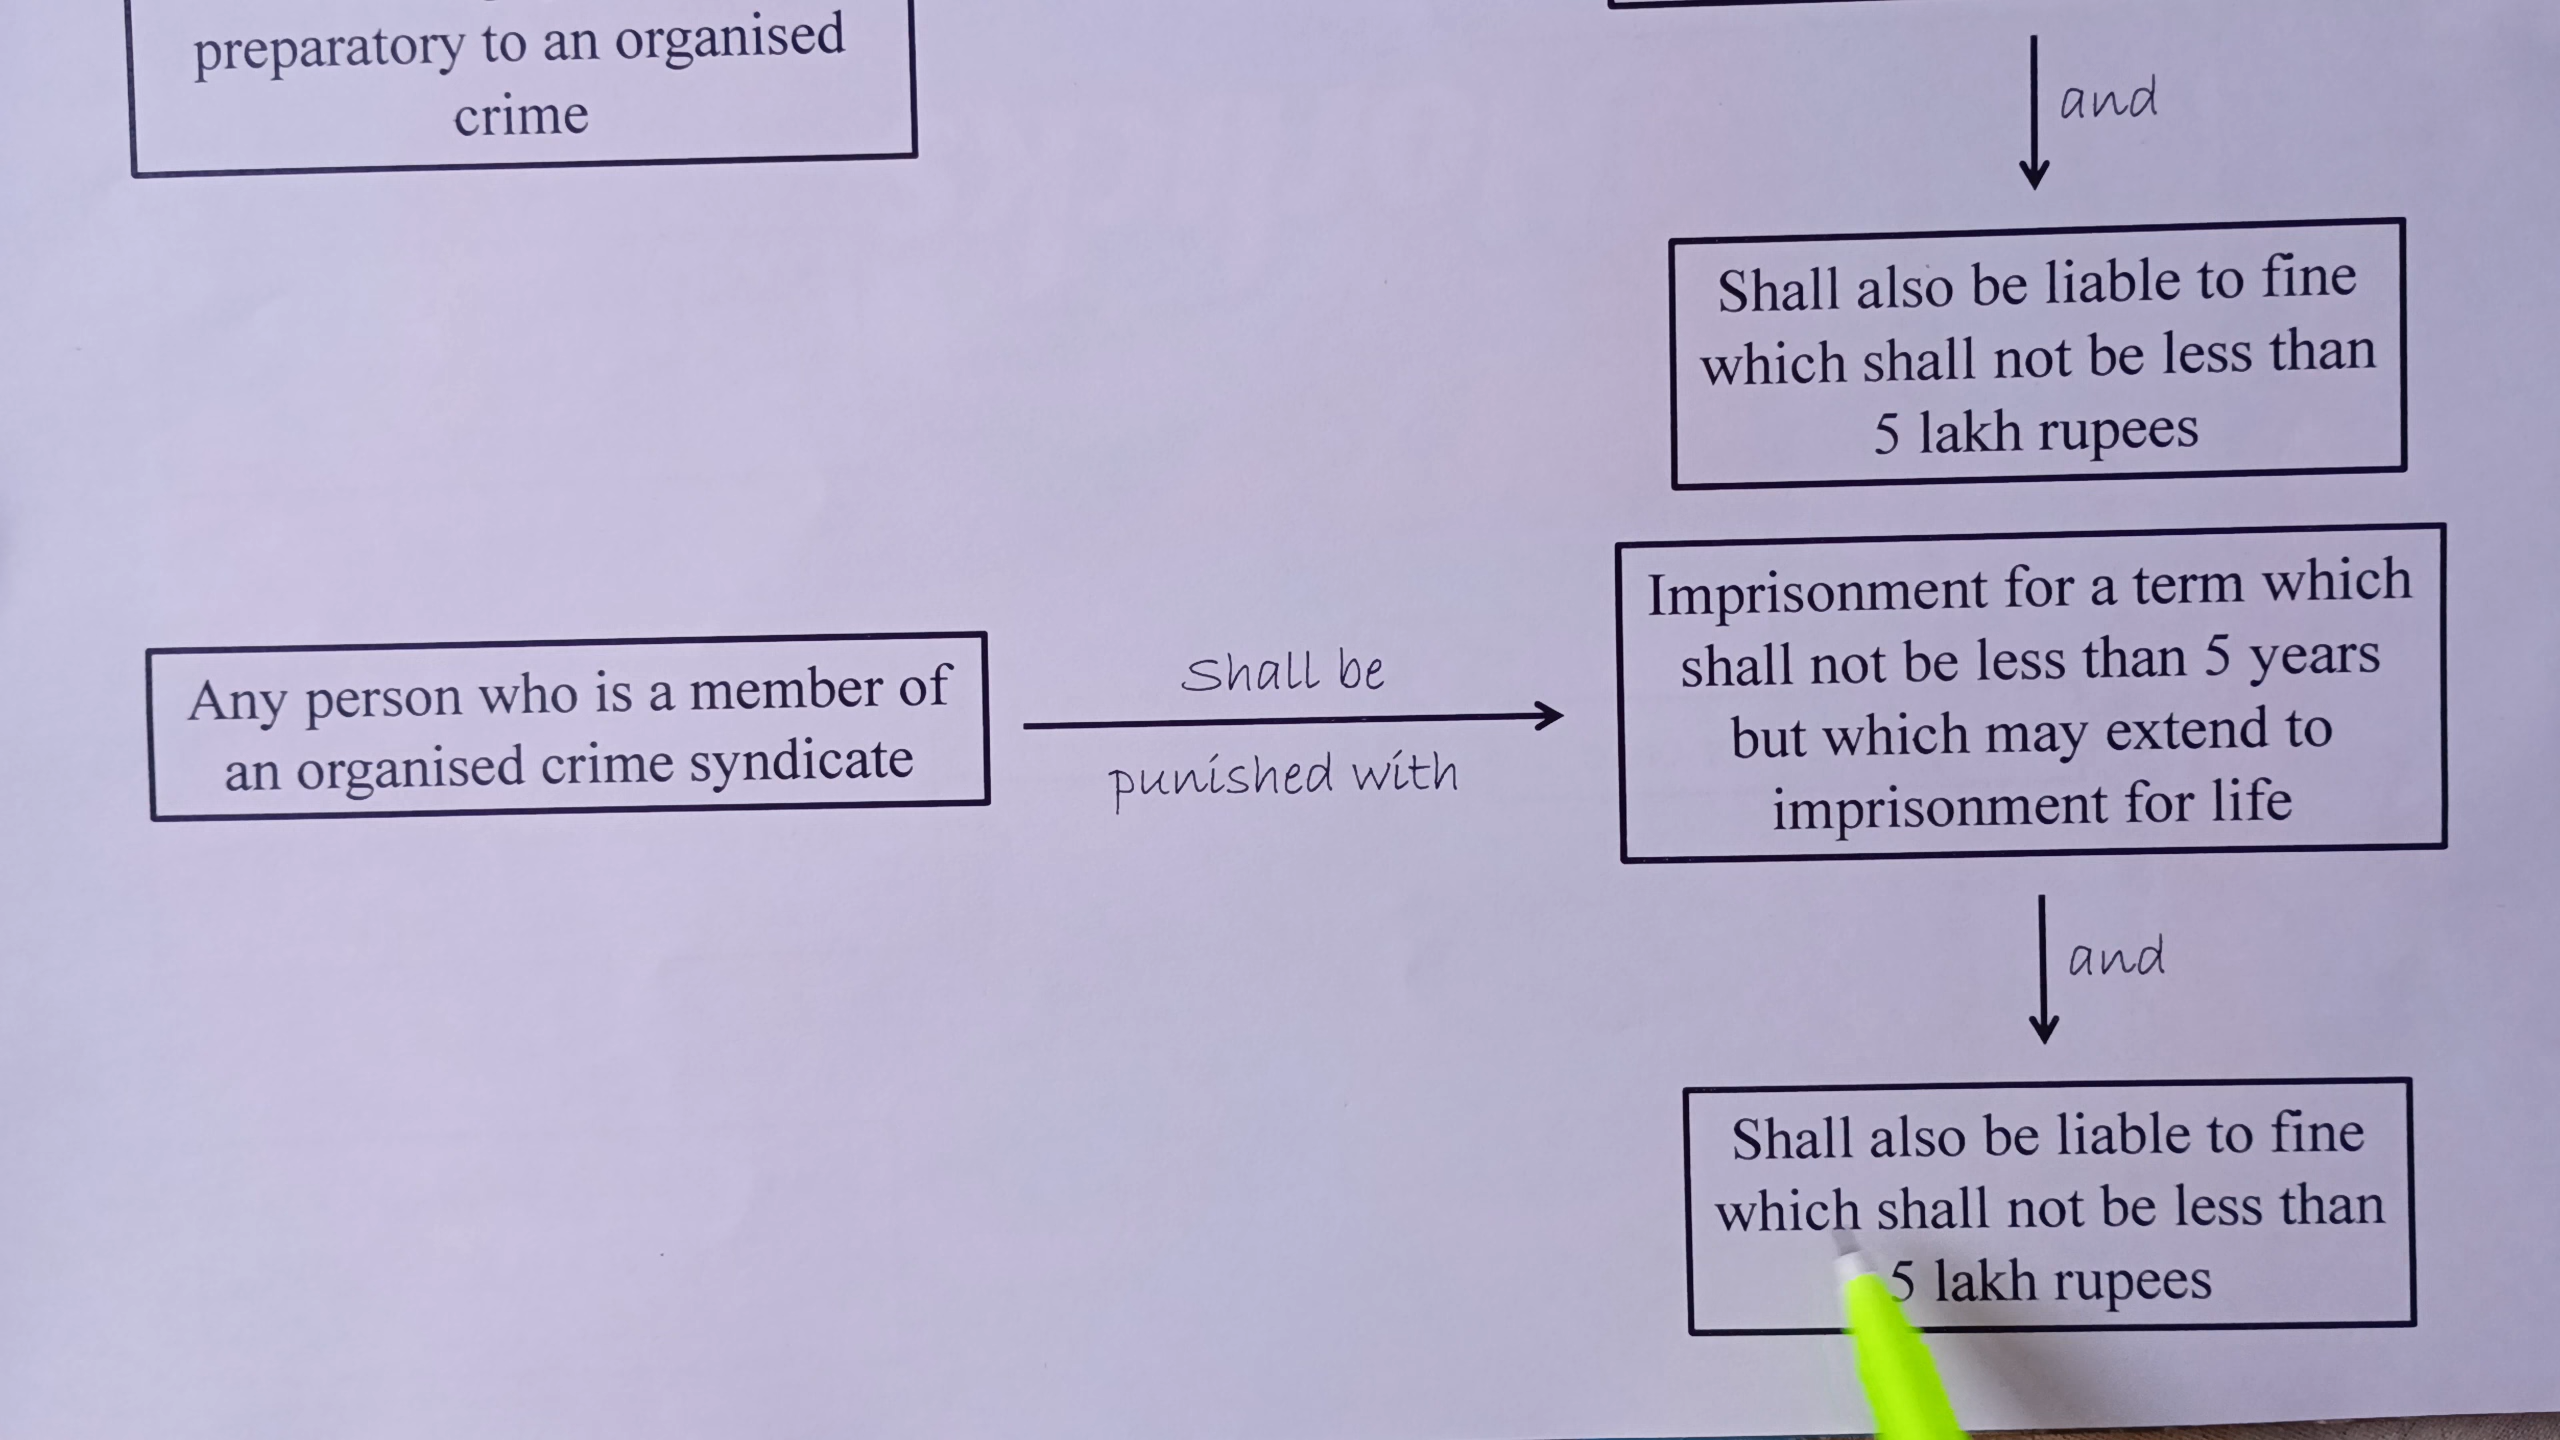 preparatory to an organised
crime
and
Shall also be liable to fine
which shall not be less than
5 lakh rupees
Any person who is a member of
an organised crime syndicate
Shall be
punished with
Imprisonment for a term which
shall not be less than 5 years
but which may extend to
imprisonment for life
and
Shall also be liable to fine
which shall not be less than
5 lakh rupees